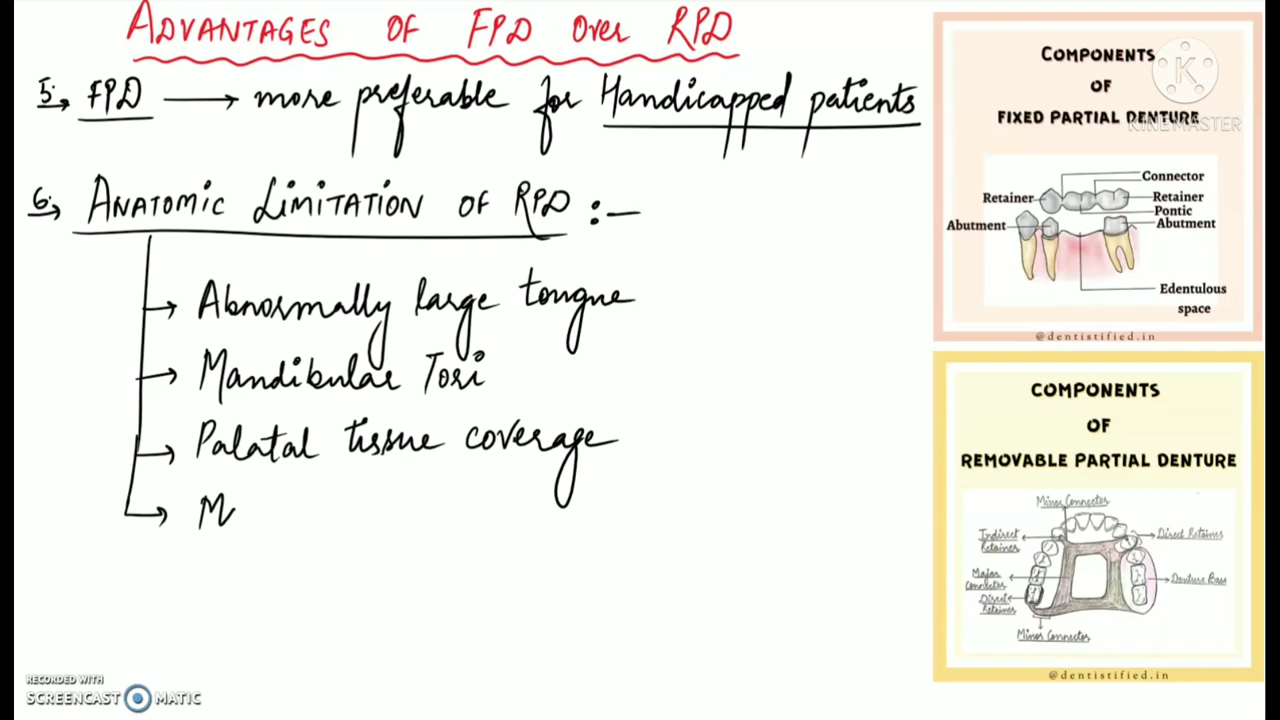 ADVANTAGES OF FPD Over RPD
5. FPD → more preferable for Handicapped patients
6. ANATOMIC LIMITATION OF RPD :-
→ Abnormally large tongue
→ Mandibular Tori
→ Palatal tissue coverage
→ M
RECORDED WITH
SCREENCAST MATIC
COMPONENTS
OF
FIXED PARTIAL DENTURE
K
KINEMASTER
Connector
Retainer
Retainer
Pontic
Abutment
Abutment
Edentulous
space
@dentistified.in
COMPONENTS
OF
REMOVABLE PARTIAL DENTURE
Minor Connector
Indirect
Retainer
Direct Retainer
Major
Connector
Denture Base
Direct
Retainer
Minor Connector
@dentistified.in